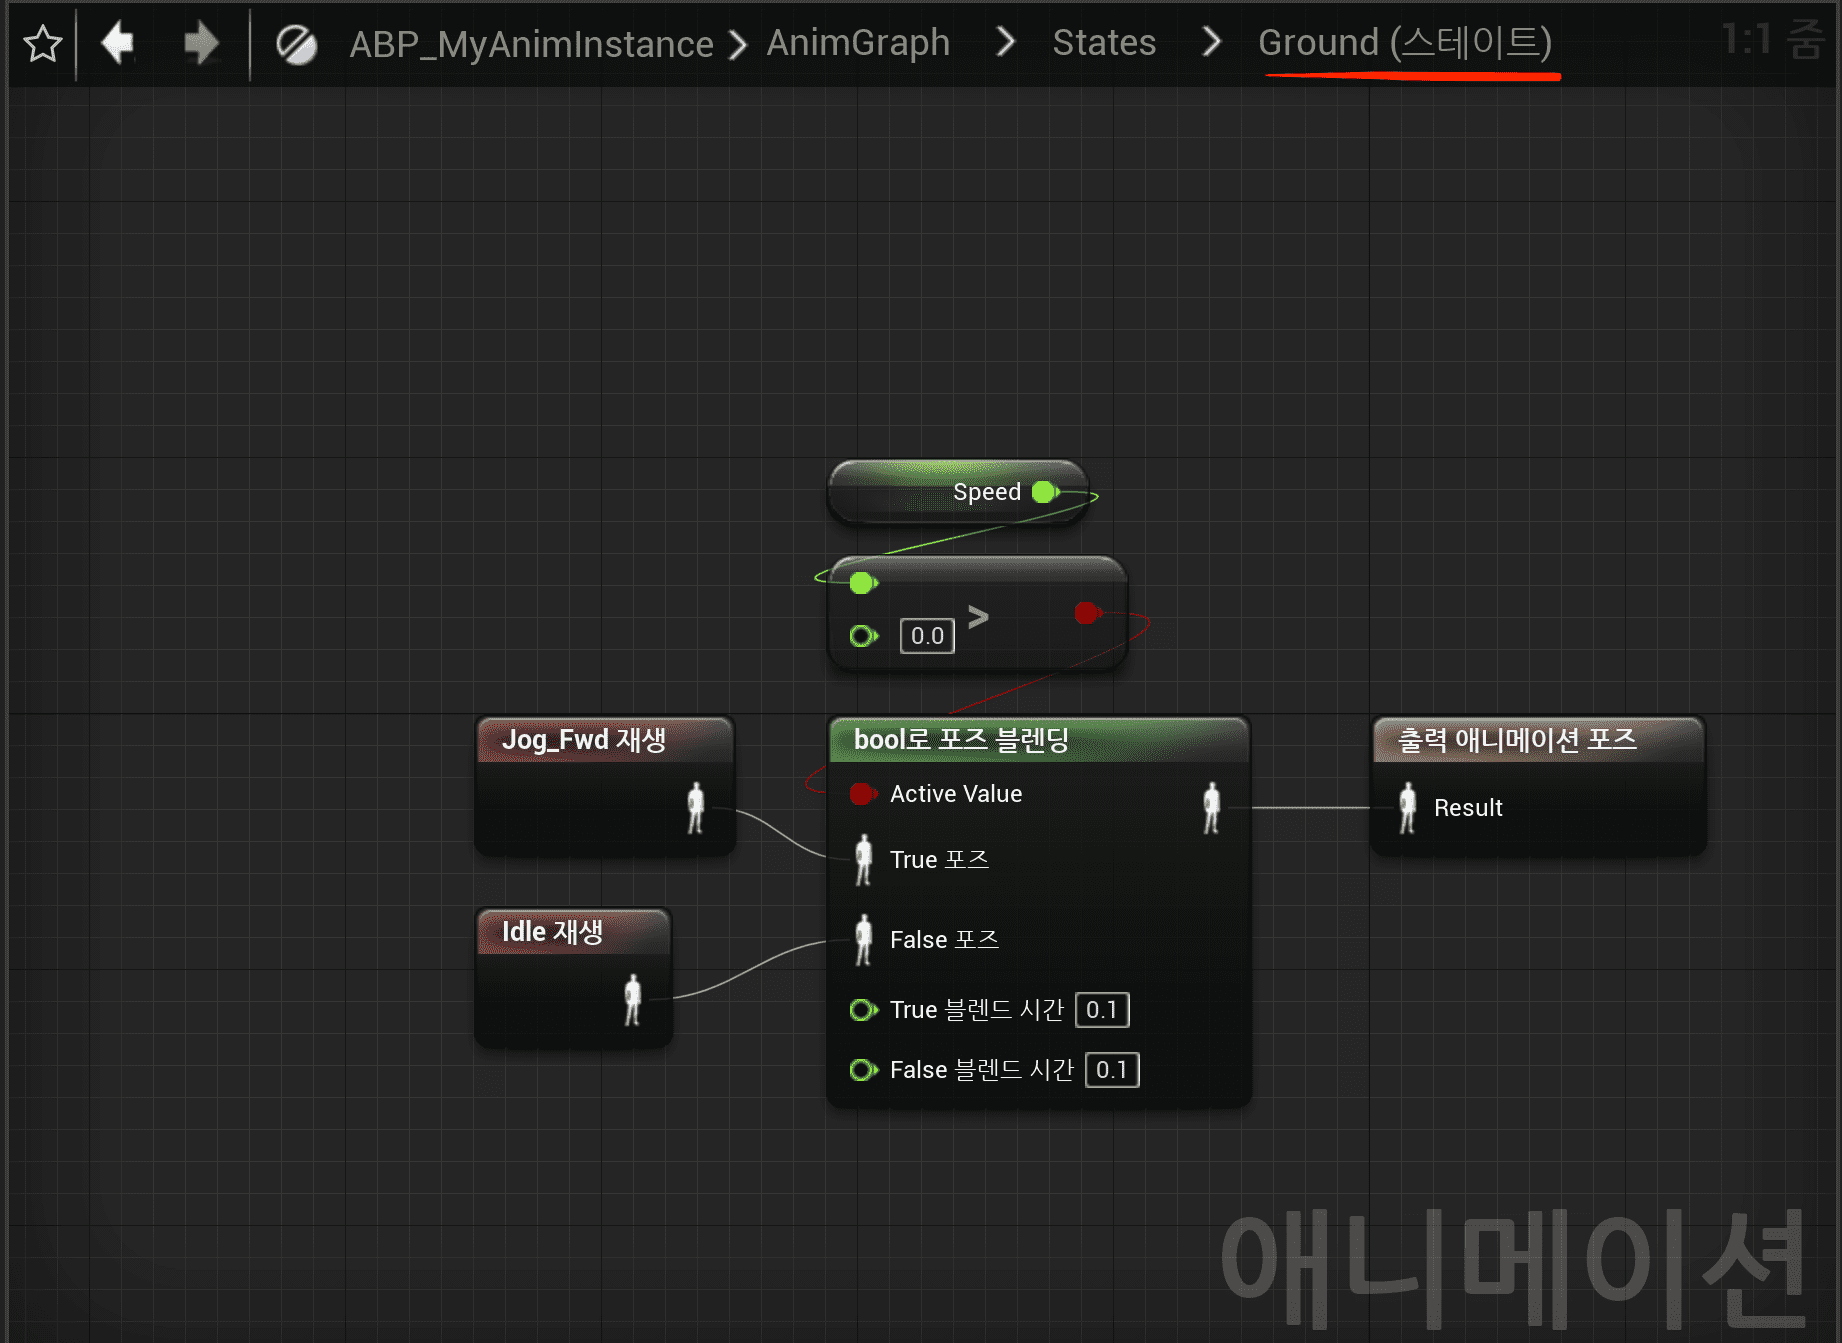 ABP_MyAnimInstance > AnimGraph > States > Ground (스테이트)
1:1 줌
Speed
0.0
>
Jog_Fwd 재생
Idle 재생
bool로 포즈 블렌딩
Active Value
True 포즈
False 포즈
True 블렌드 시간 0.1
False 블렌드 시간 0.1
출력 애니메이션 포즈
Result
애니메이션